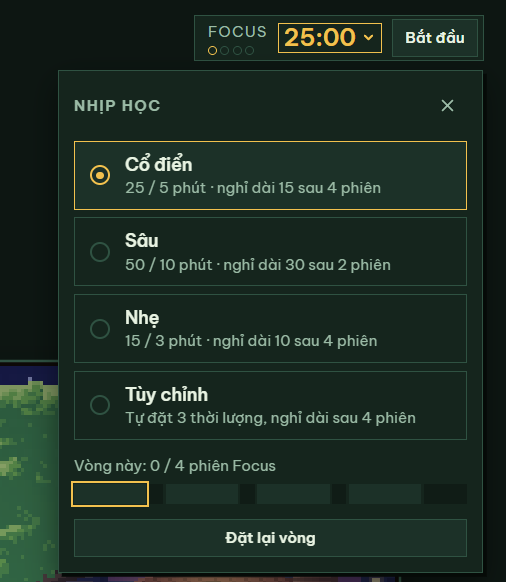 FOCUS
25:00
Bắt đầu
NHỊP HỌC
Cổ điển
25 / 5 phút · nghỉ dài 15 sau 4 phiên
Sâu
50 / 10 phút · nghỉ dài 30 sau 2 phiên
Nhẹ
15 / 3 phút · nghỉ dài 10 sau 4 phiên
Tùy chỉnh
Tự đặt 3 thời lượng, nghỉ dài sau 4 phiên
Vòng này: 0 / 4 phiên Focus
Đặt lại vòng